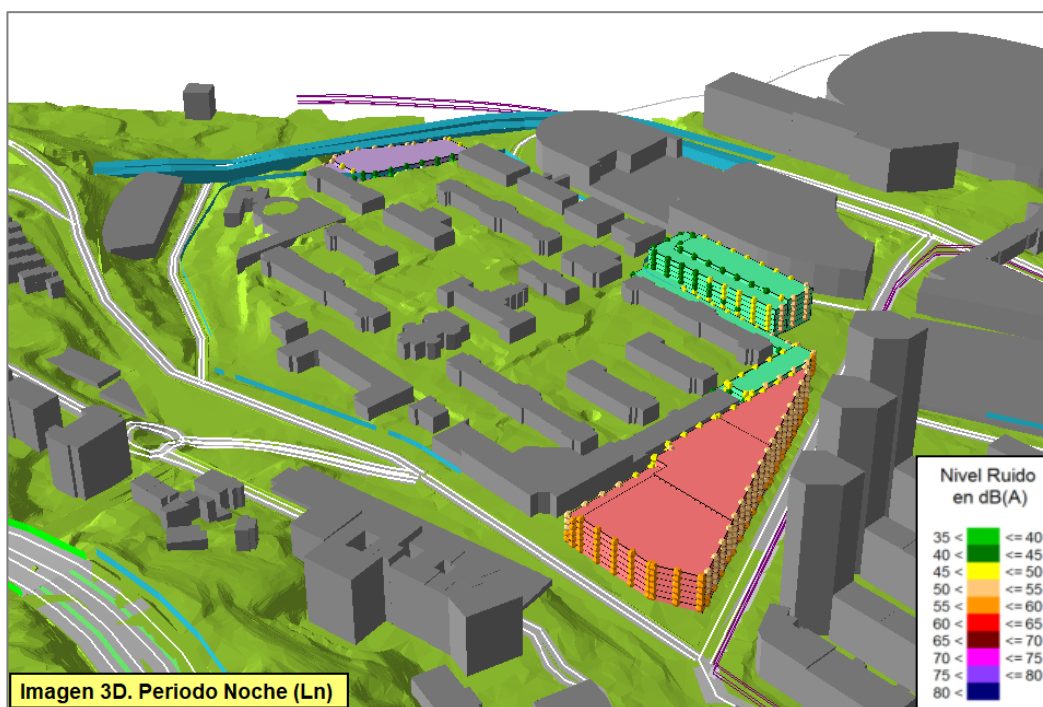 Nivel Ruido
en dB(A)
35 < <= 40
40 < <= 45
45 < <= 50
50 < <= 55
55 < <= 60
60 < <= 65
65 < <= 70
70 < <= 75
75 < <= 80
80 <
Imagen 3D. Periodo Noche (Ln)